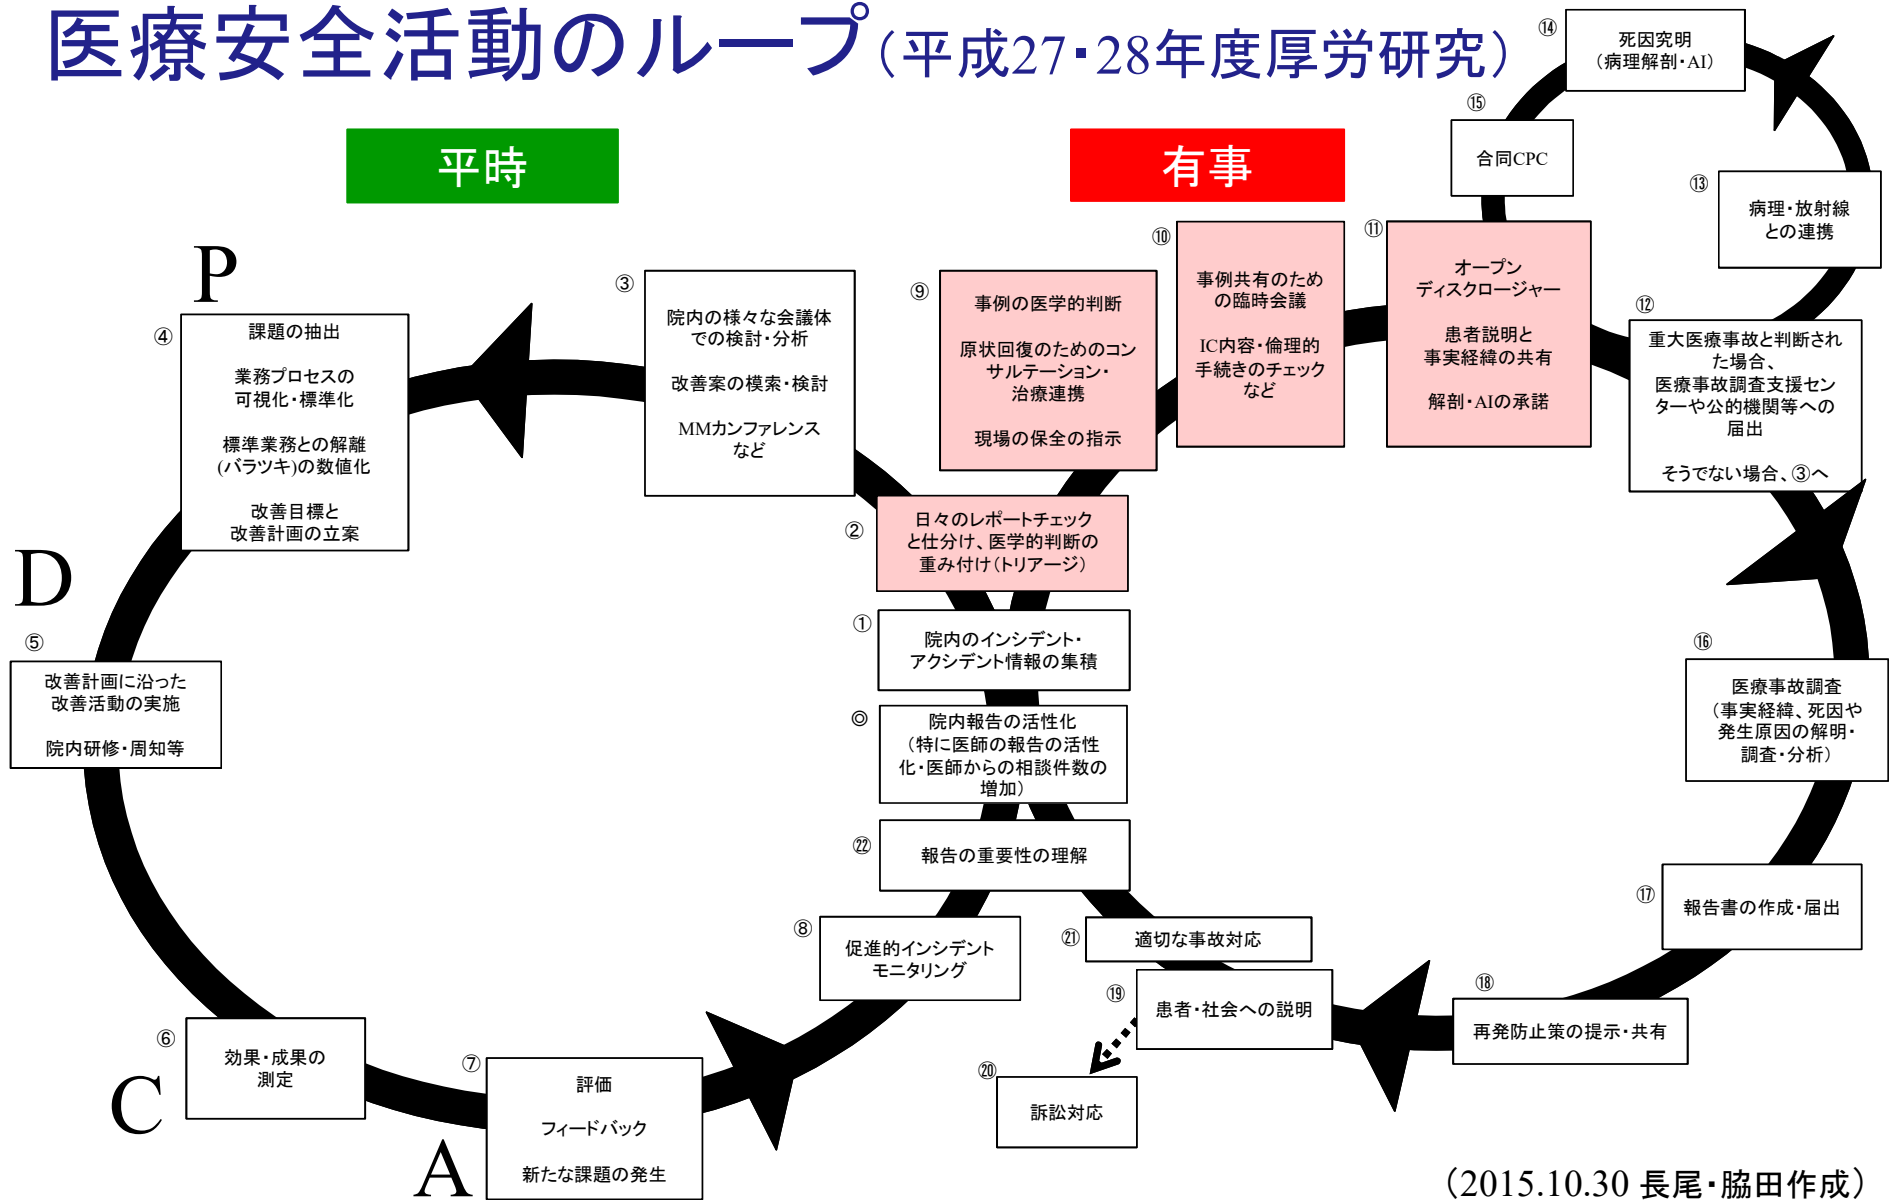 医療安全活動のループ(平成27・28年度厚労研究)
平時
有事
P
D
C
A
◎
院内報告の活性化
(特に医師の報告の活性
化・医師からの相談件数の
増加)
①
院内のインシデント・
アクシデント情報の集積
②
日々のレポートチェック
と仕分け、医学的判断の
重み付け(トリアージ)
③
院内の様々な会議体
での検討・分析
改善案の模索・検討
MMカンファレンス
など
④
課題の抽出
業務プロセスの
可視化・標準化
標準業務との解離
(バラツキ)の数値化
改善目標と
改善計画の立案
⑤
改善計画に沿った
改善活動の実施
院内研修・周知等
⑥
効果・成果の
測定
⑦
評価
フィードバック
新たな課題の発生
⑧
促進的インシデント
モニタリング
⑨
事例の医学的判断
原状回復のためのコン
サルテーション・
治療連携
現場の保全の指示
⑩
事例共有のため
の臨時会議
IC内容・倫理的
手続きのチェック
など
⑪
オープン
ディスクロージャー
患者説明と
事実経緯の共有
解剖・AIの承諾
⑫
重大医療事故と判断され
た場合、
医療事故調査支援セン
ターや公的機関等への
届出
そうでない場合、③へ
⑬
病理・放射線
との連携
⑭
死因究明
(病理解剖・AI)
⑮
合同CPC
⑯
医療事故調査
(事実経緯、死因や
発生原因の解明・
調査・分析)
⑰
報告書の作成・届出
⑱
再発防止策の提示・共有
⑲
患者・社会への説明
⑳
訴訟対応
㉑
適切な事故対応
㉒
報告の重要性の理解
(2015.10.30 長尾・脇田作成)